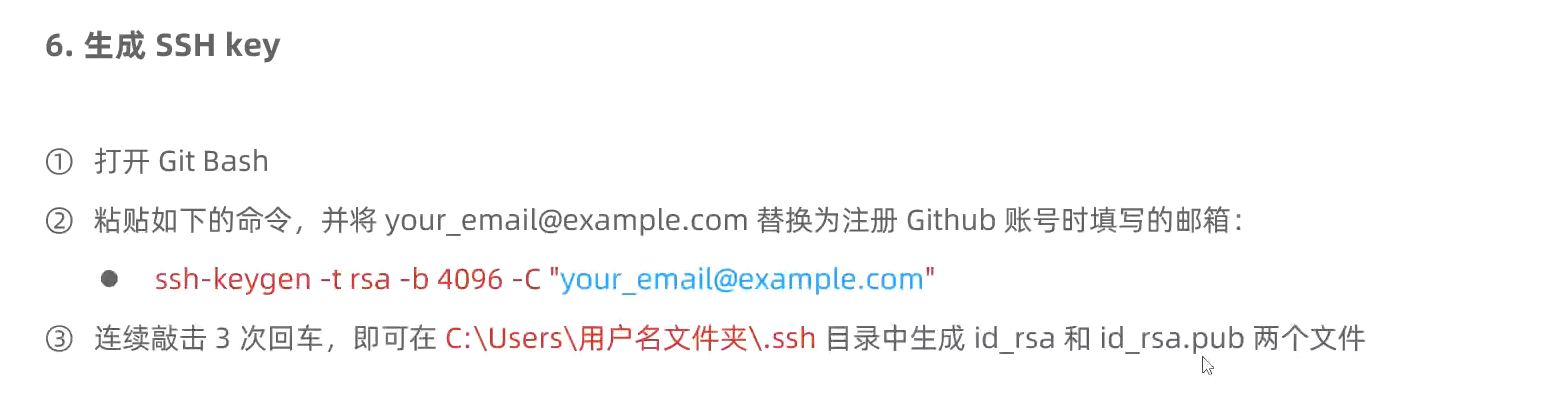 6. 生成 SSH key
① 打开 Git Bash
② 粘贴如下的命令，并将 your_email@example.com 替换为注册 Github 账号时填写的邮箱：
● ssh-keygen -t rsa -b 4096 -C "your_email@example.com"
③ 连续敲击 3 次回车，即可在 C:\Users\用户名文件夹\.ssh 目录中生成 id_rsa 和 id_rsa.pub 两个文件